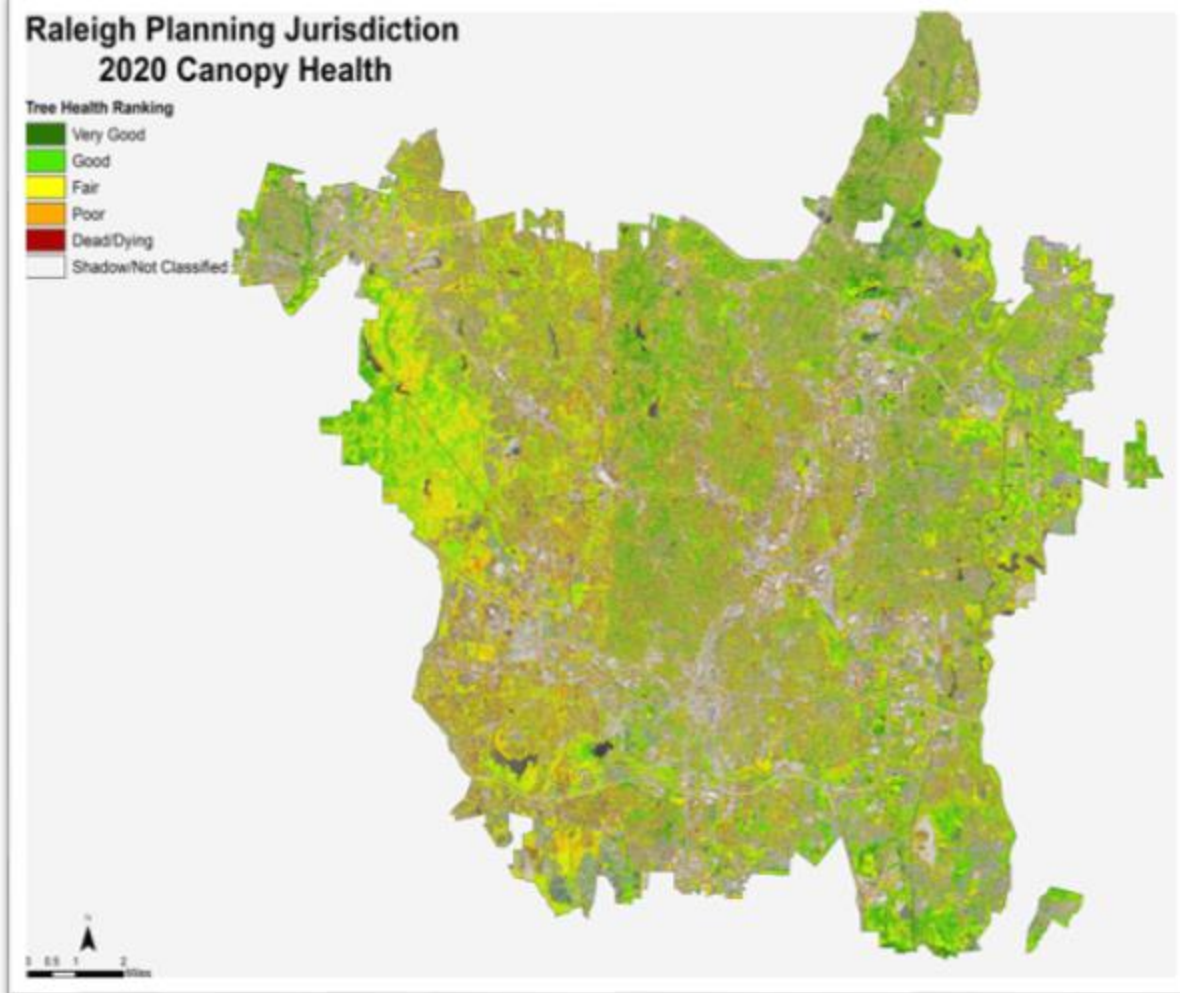 Raleigh Planning Jurisdiction
2020 Canopy Health
Tree Health Ranking
Very Good
Good
Fair
Poor
Dead/Dying
Shadow/Not Classified
N
0 0.5 1 2
Miles